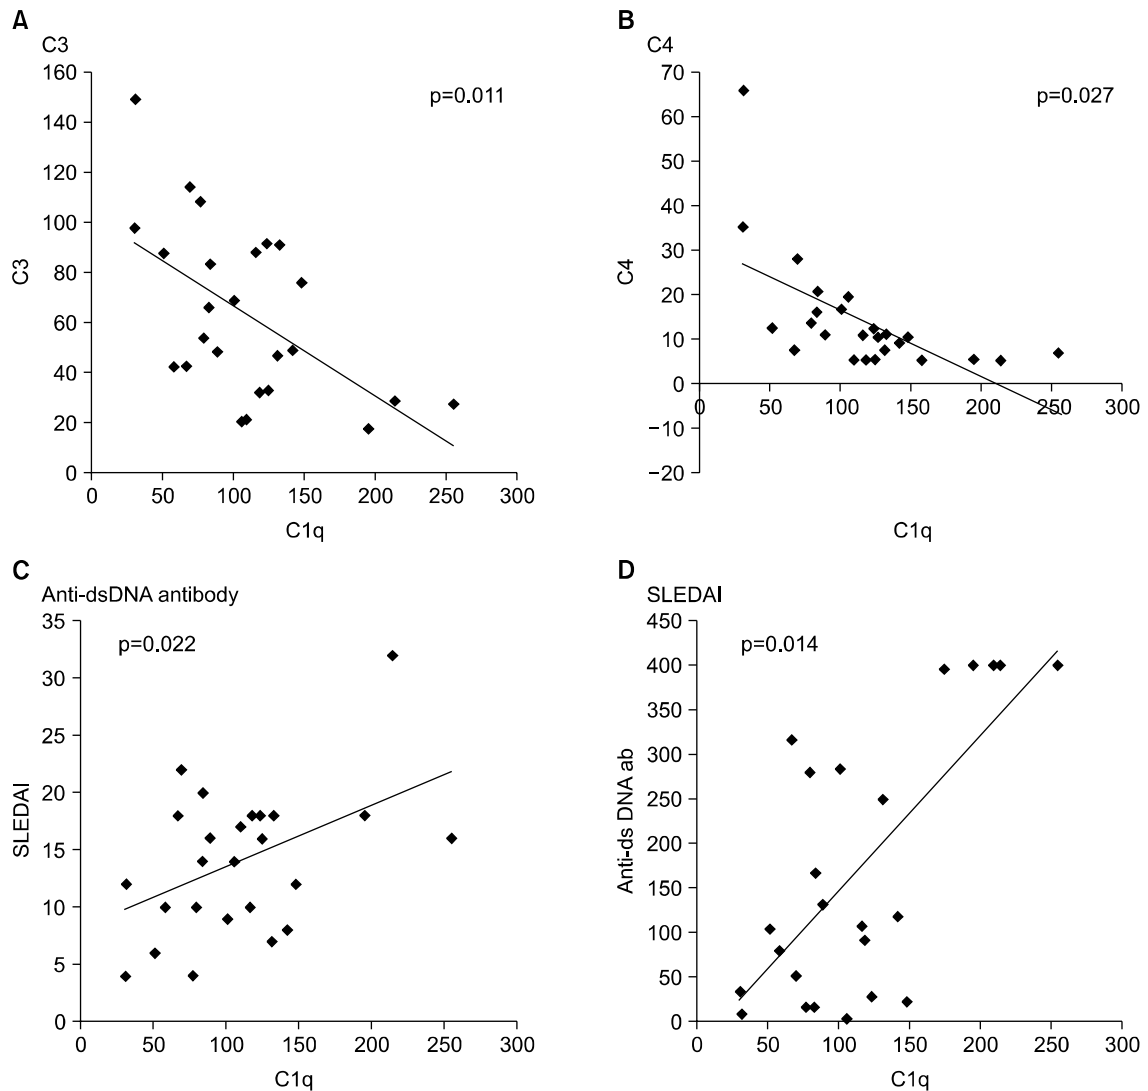 A
C3
p=0.011
160
140
120
100
80
60
40
20
0
C3
0 50 100 150 200 250 300
C1q
B
C4
p=0.027
70
60
50
40
30
20
10
0
−10
−20
C4
0 50 100 150 200 250 300
C1q
C
Anti-dsDNA antibody
p=0.022
35
30
25
20
15
10
5
0
SLEDAI
0 50 100 150 200 250 300
C1q
D
SLEDAI
p=0.014
450
400
350
300
250
200
150
100
50
0
Anti-ds DNA ab
0 50 100 150 200 250 300
C1q